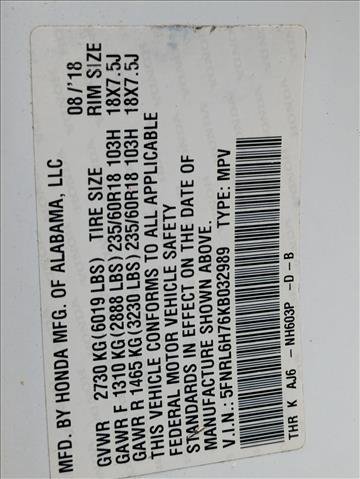 MFD. BY HONDA MFG. OF ALABAMA, LLC 08/'18
GVWR 2730 KG(6019 LBS) TIRE SIZE RIM SIZE
GAWR F 1310 KG(2888 LBS)235/60R18 103H 18X7.5J
GAWR R 1465 KG(3230 LBS)235/60R18 103H 18X7.5J
THIS VEHICLE CONFORMS TO ALL APPLICABLE
FEDERAL MOTOR VEHICLE SAFETY
STANDARDS IN EFFECT ON THE DATE OF
MANUFACTURE SHOWN ABOVE.
V.I.N.: 5FNRL6H76KB032989 TYPE: MPV
THR K AJ6 - NH603P -D-B